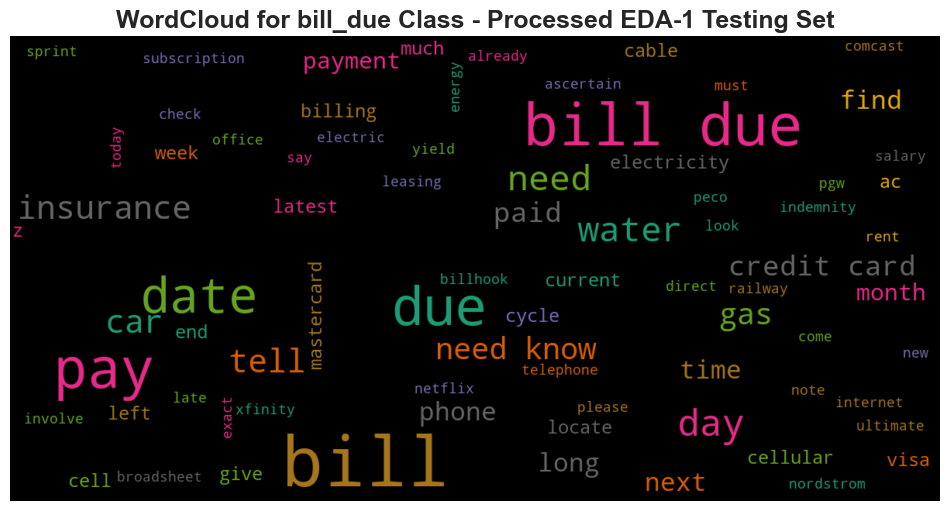 WordCloud for bill_due Class - Processed EDA-1 Testing Set
sprint
subscription
payment
much
already
cable
comcast
energy
ascertain
must
find
check
billing
bill due
today
office
electric
week
say
yield
electricity
salary
leasing
need
pgw
ac
insurance
latest
paid
peco
indemnity
z
water
look
rent
credit card
date
mastercard
billhook
current
direct
railway
month
car
end
due
cycle
gas
come
pay
tell
need know
telephone
time
new
netflix
note
late
exact
xfinity
phone
please
internet
involve
left
locate
day
ultimate
bill
long
cellular
visa
cell
broadsheet
give
next
nordstrom